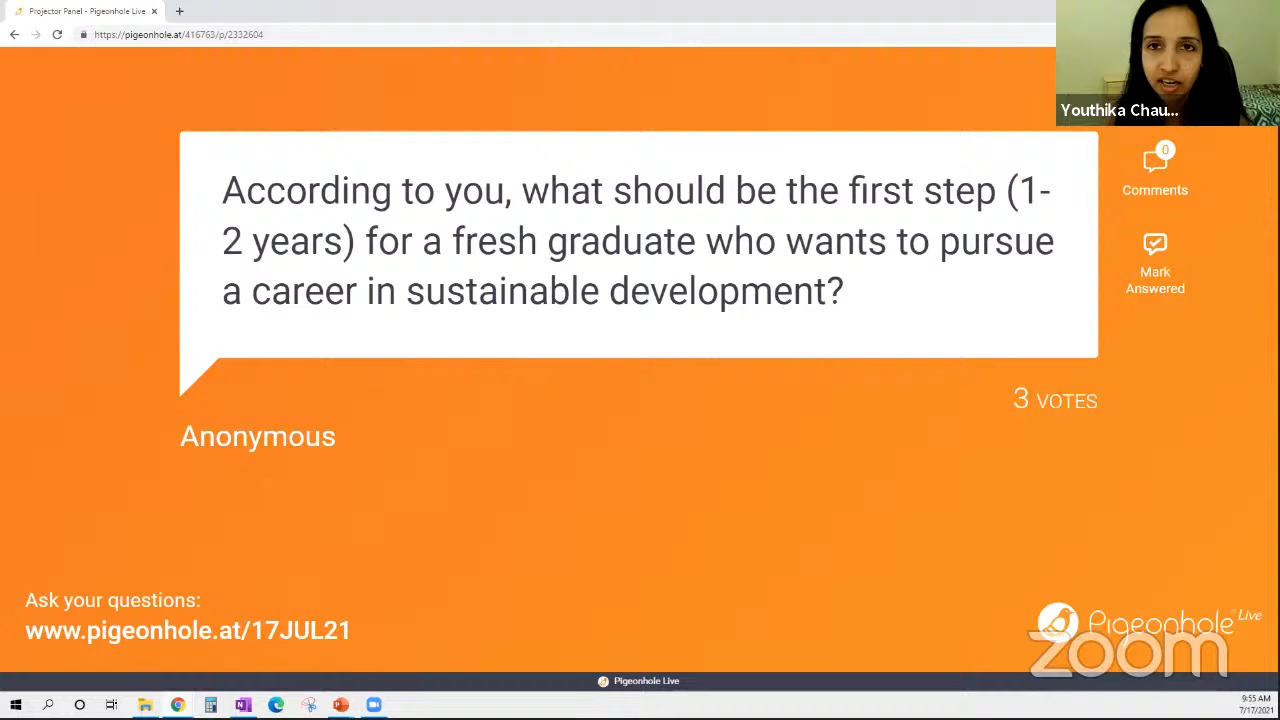 Projector Panel - Pigeonhole Live
https://pigeonhole.at/416763/p/2332604
Youthika Chau...
According to you, what should be the first step (1-
2 years) for a fresh graduate who wants to pursue
a career in sustainable development?
0
Comments
Mark
Answered
3 VOTES
Anonymous
Ask your questions:
www.pigeonhole.at/17JUL21
Pigeonhole Live
zoom
Pigeonhole Live
9:55 AM
7/17/2021